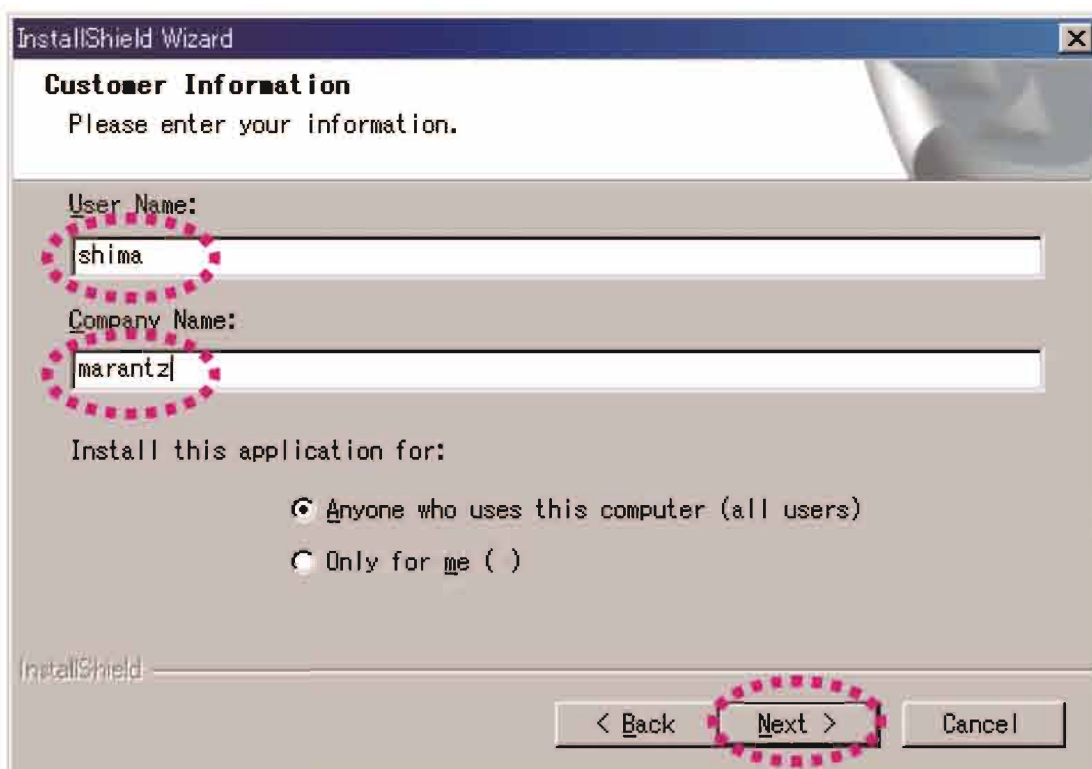 InstallShield Wizard
Customer Information
Please enter your information.
User Name:
shima
Company Name:
marantz
Install this application for:
Anyone who uses this computer (all users)
Only for me ( )
InstallShield
< Back Next > Cancel